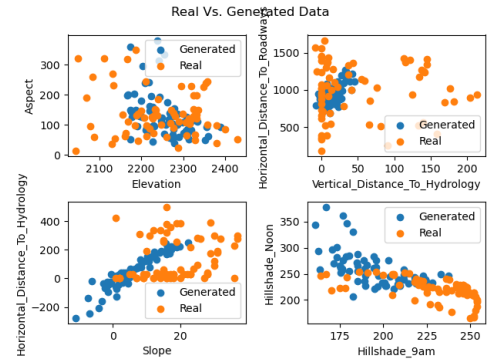 Real Vs. Generated Data
Aspect
300
200
100
0
2100
2200
2300
2400
Elevation
Generated
Real
Horizontal_Distance_To_Roadways
1500
1000
500
0
50
100
150
200
Vertical_Distance_To_Hydrology
Generated
Real
Horizontal_Distance_To_Hydrology
400
200
0
−200
0
20
Slope
Generated
Real
Hillshade_Noon
350
300
250
200
175
200
225
250
Hillshade_9am
Generated
Real